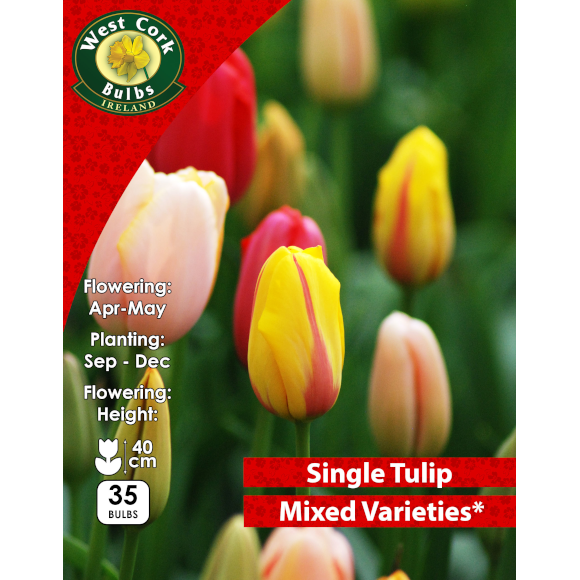 West Cork
Bulbs
IRELAND
Flowering:
Apr-May
Planting:
Sep - Dec
Flowering
Height:
40
cm
35
BULBS
Single Tulip
Mixed Varieties*